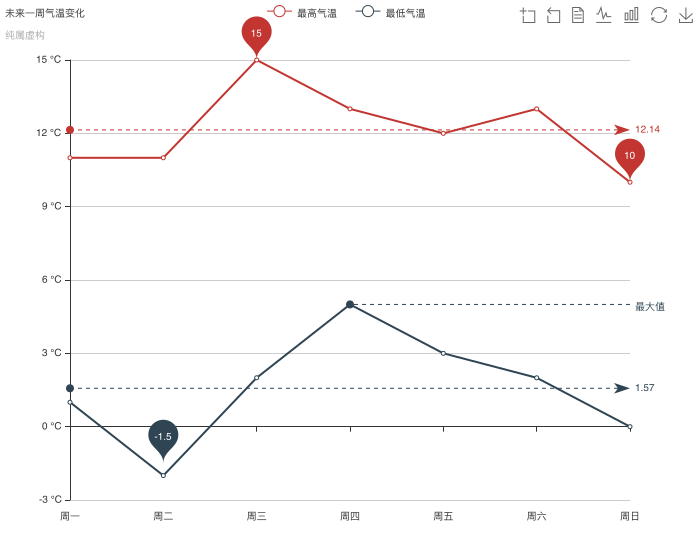 未来一周气温变化
纯属虚构
最高气温
最低气温
15
15 °C
12 °C
12.14
10
9 °C
6 °C
最大值
3 °C
1.57
0 °C
-1.5
-3 °C
周一 周二 周三 周四 周五 周六 周日